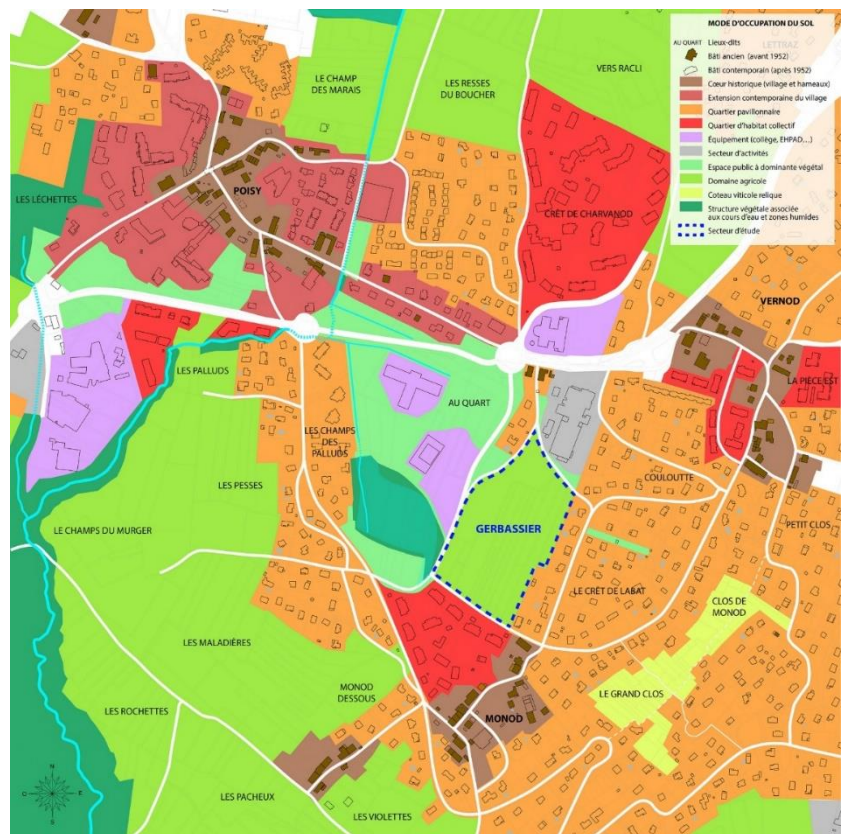 MODE D'OCCUPATION DU SOL
AU QUART Lieux-dits
Bâti ancien (avant 1952)
Bâti contemporain (après 1952)
Cœur historique (village et hameaux)
Extension contemporaine du village
Quartier pavillonnaire
Quartier d'habitat collectif
Équipement (collège, EHPAD...)
Secteur d'activités
Espace public à dominante végétal
Domaine agricole
Coteau viticole relique
Structure végétale associée
aux cours d'eau et zones humides
Secteur d'étude
LETTRAZ
VERS RACLI
LE CHAMP
DES MARAIS
LES RESSES
DU BOUCHER
POISY
LES LÉCHETTES
CRÊT DE CHARVANOD
VERNOD
LES PALLUDS
LA PIECE EST
AU QUART
LES CHAMPS
DES
PALLUDS
COULOUTTE
LES PESSES
GERBASSIER
PETIT CLOS
LE CHAMPS DU MURGER
LE CRÊT DE LABAT
CLOS DE
MONOD
LES MALADIÈRES
MONOD
DESSOUS
LE GRAND CLOS
LES ROCHETTES
MONOD
LES PACHEUX
LES VIOLETTES
N
O
E
S